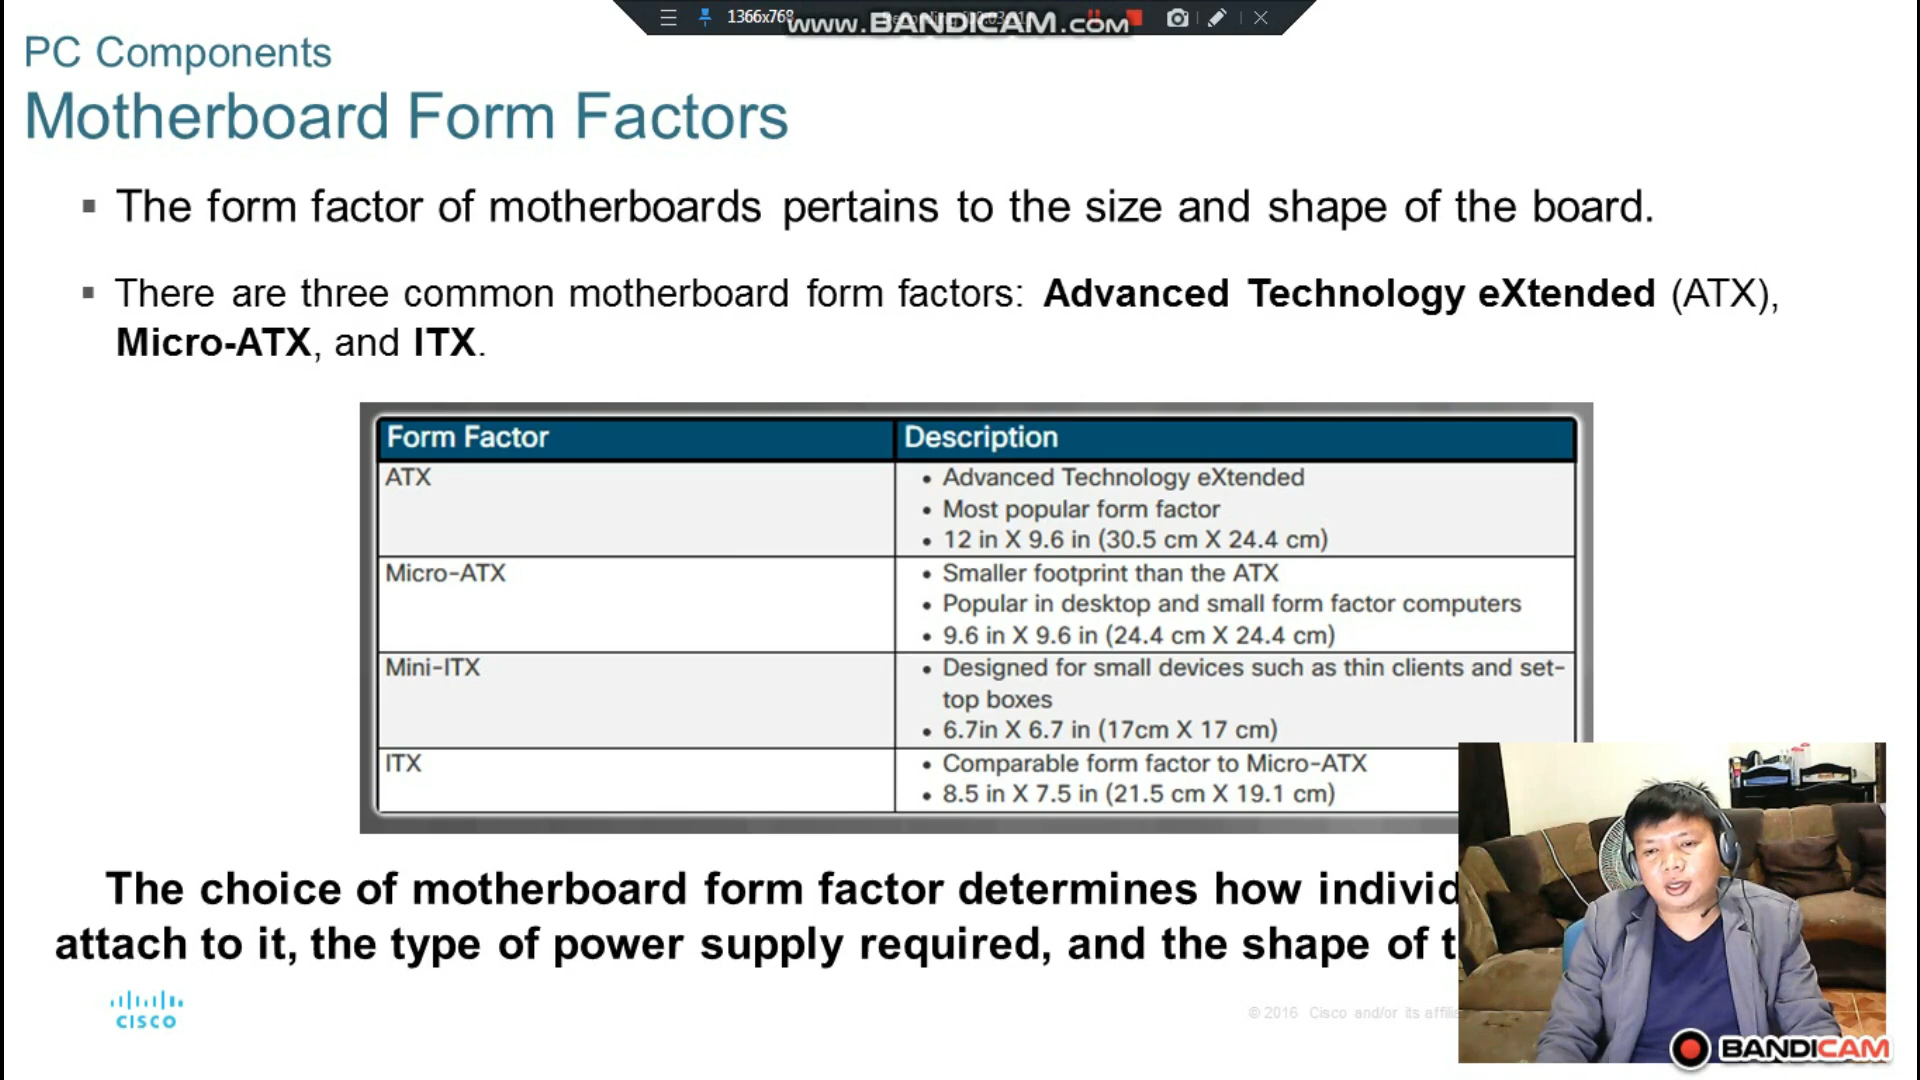 1366x768
www.BANDICAM.com
PC Components
Motherboard Form Factors
The form factor of motherboards pertains to the size and shape of the board.
There are three common motherboard form factors: Advanced Technology eXtended (ATX),
Micro-ATX, and ITX.
Form Factor Description
ATX
• Advanced Technology eXtended
• Most popular form factor
• 12 in X 9.6 in (30.5 cm X 24.4 cm)
Micro-ATX
• Smaller footprint than the ATX
• Popular in desktop and small form factor computers
• 9.6 in X 9.6 in (24.4 cm X 24.4 cm)
Mini-ITX
• Designed for small devices such as thin clients and set-
top boxes
• 6.7in X 6.7 in (17cm X 17 cm)
ITX
• Comparable form factor to Micro-ATX
• 8.5 in X 7.5 in (21.5 cm X 19.1 cm)
The choice of motherboard form factor determines how individ
attach to it, the type of power supply required, and the shape of t
CISCO
© 2016 Cisco and/or its affili
BANDICAM